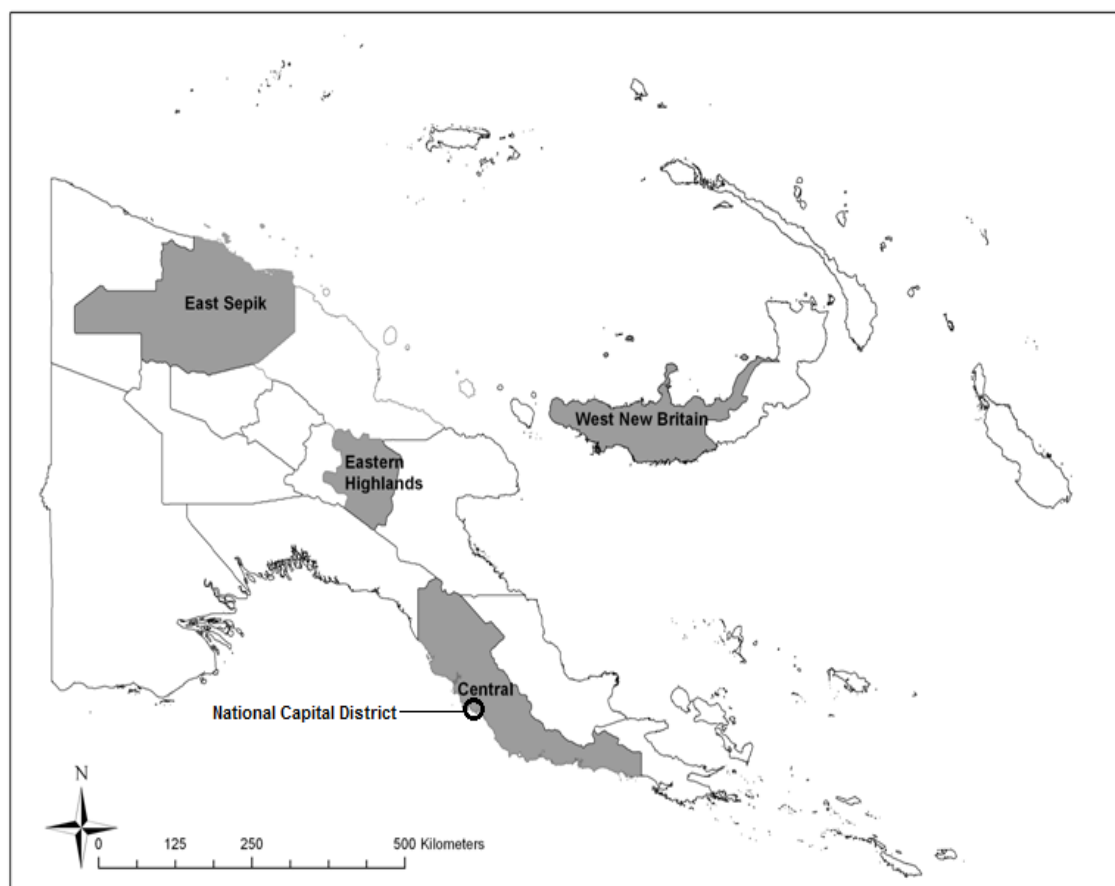 East Sepik
West New Britain
Eastern
Highlands
Central
National Capital District
N
0 125 250 500 Kilometers